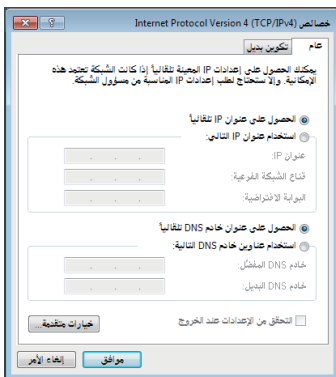 خصائص Internet Protocol Version 4 (TCP/IPv4)
عام
تكوين بديل
يمكنك الحصول على إعدادات IP المعينة تلقائياً إذا كانت الشبكة تعتمد هذه
الإمكانية. وإلا ستحتاج لطلب إعدادات IP المناسبة من مسؤول الشبكة.
الحصول على عنوان IP تلقائياً
استخدام عنوان IP التالي:
عنوان IP:
قناع الشبكة الفرعية:
البوابة الافتراضية:
الحصول على عنوان خادم DNS تلقائياً
استخدام عناوين خادم DNS التالية:
خادم DNS المفضل:
خادم DNS البديل:
التحقق من الإعدادات عند الخروج
خيارات متقدمة...
موافق
إلغاء الأمر